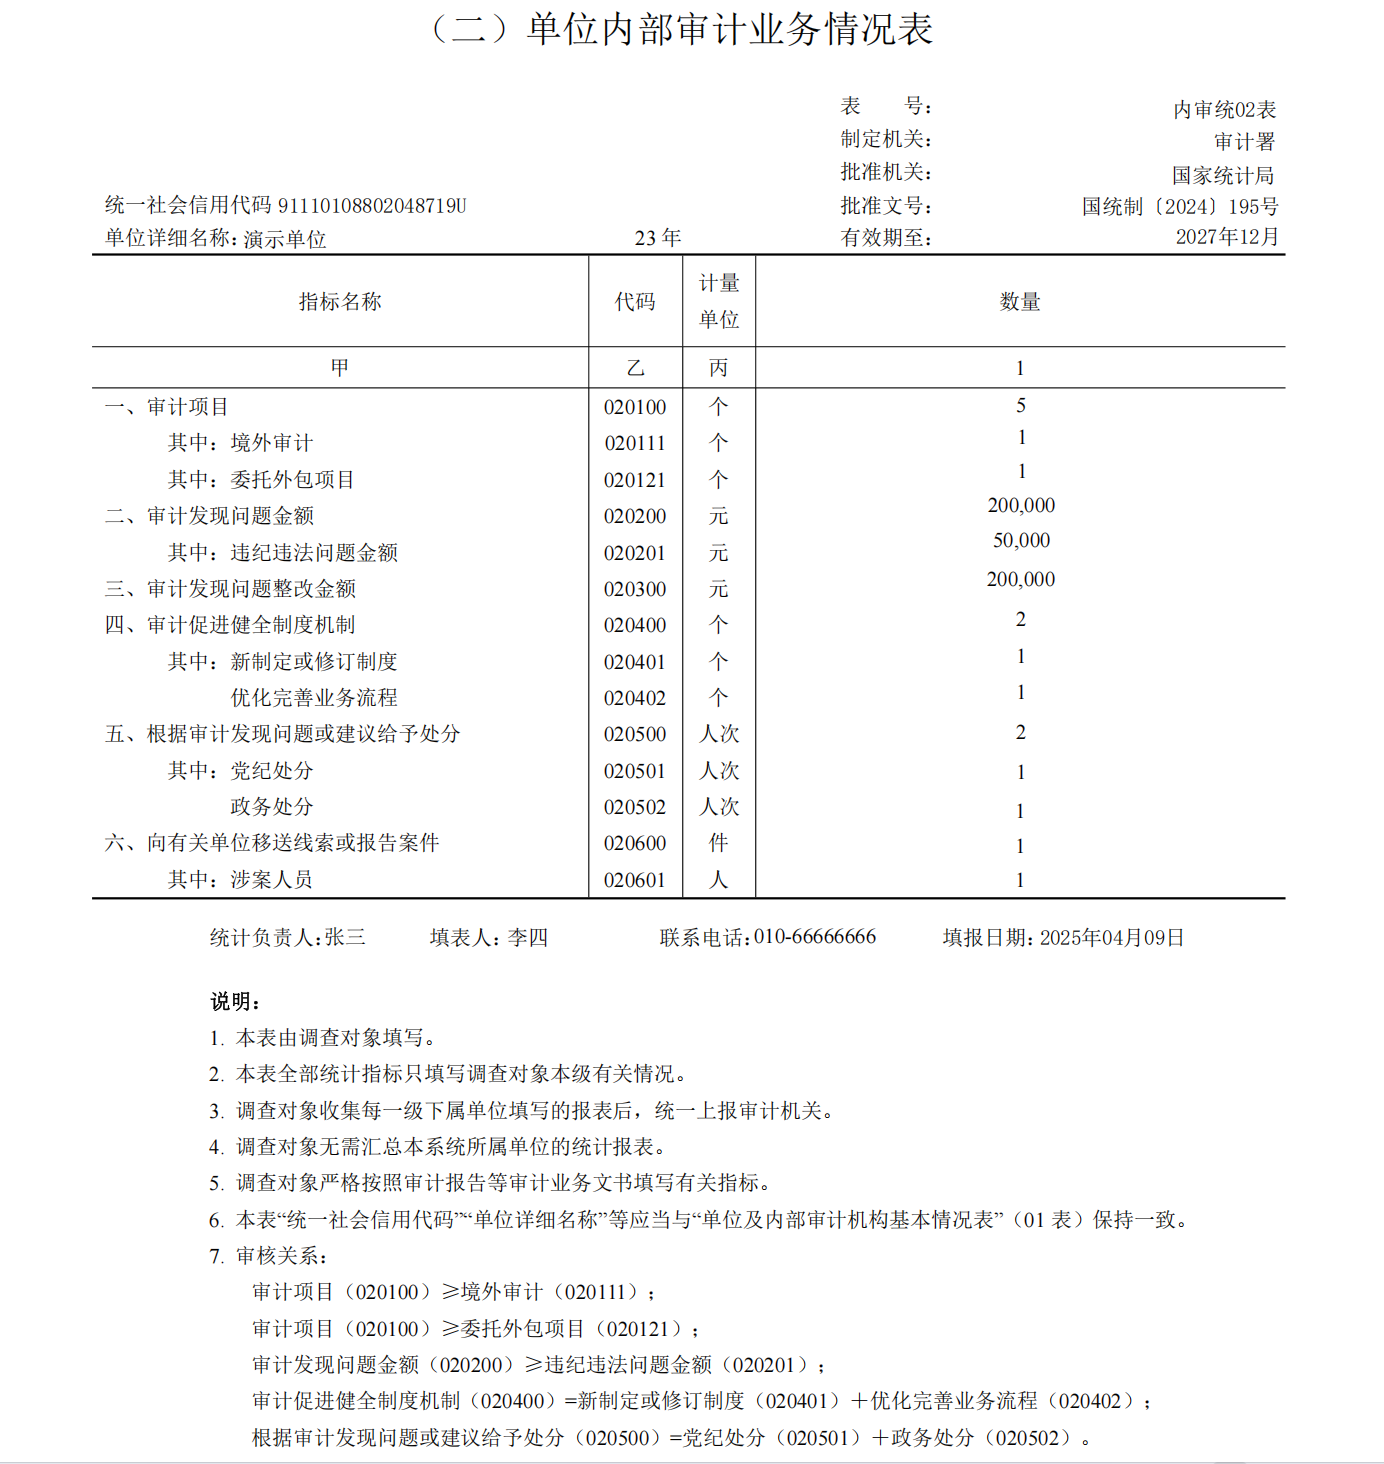 （二）单位内部审计业务情况表
表　　号： 内审统02表
制定机关： 审计署
批准机关： 国家统计局
统一社会信用代码 91110108802048719U 批准文号： 国统制〔2024〕195号
单位详细名称：演示单位 23 年 有效期至： 2027年12月
指标名称 代码 计量单位 数量
甲 乙 丙 1
一、审计项目 020100 个 5
其中：境外审计 020111 个 1
其中：委托外包项目 020121 个 1
二、审计发现问题金额 020200 元 200,000
其中：违纪违法问题金额 020201 元 50,000
三、审计发现问题整改金额 020300 元 200,000
四、审计促进健全制度机制 020400 个 2
其中：新制定或修订制度 020401 个 1
优化完善业务流程 020402 个 1
五、根据审计发现问题或建议给予处分 020500 人次 2
其中：党纪处分 020501 人次 1
政务处分 020502 人次 1
六、向有关单位移送线索或报告案件 020600 件 1
其中：涉案人员 020601 人 1
统计负责人：张三 填表人：李四 联系电话：010-66666666 填报日期：2025年04月09日
说明：
1. 本表由调查对象填写。
2. 本表全部统计指标只填写调查对象本级有关情况。
3. 调查对象收集每一级下属单位填写的报表后，统一上报审计机关。
4. 调查对象无需汇总本系统所属单位的统计报表。
5. 调查对象严格按照审计报告等审计业务文书填写有关指标。
6. 本表“统一社会信用代码”“单位详细名称”等应当与“单位及内部审计机构基本情况表”（01 表）保持一致。
7. 审核关系：
审计项目（020100）≥境外审计（020111）；
审计项目（020100）≥委托外包项目（020121）；
审计发现问题金额（020200）≥违纪违法问题金额（020201）；
审计促进健全制度机制（020400）=新制定或修订制度（020401）＋优化完善业务流程（020402）；
根据审计发现问题或建议给予处分（020500）=党纪处分（020501）＋政务处分（020502）。